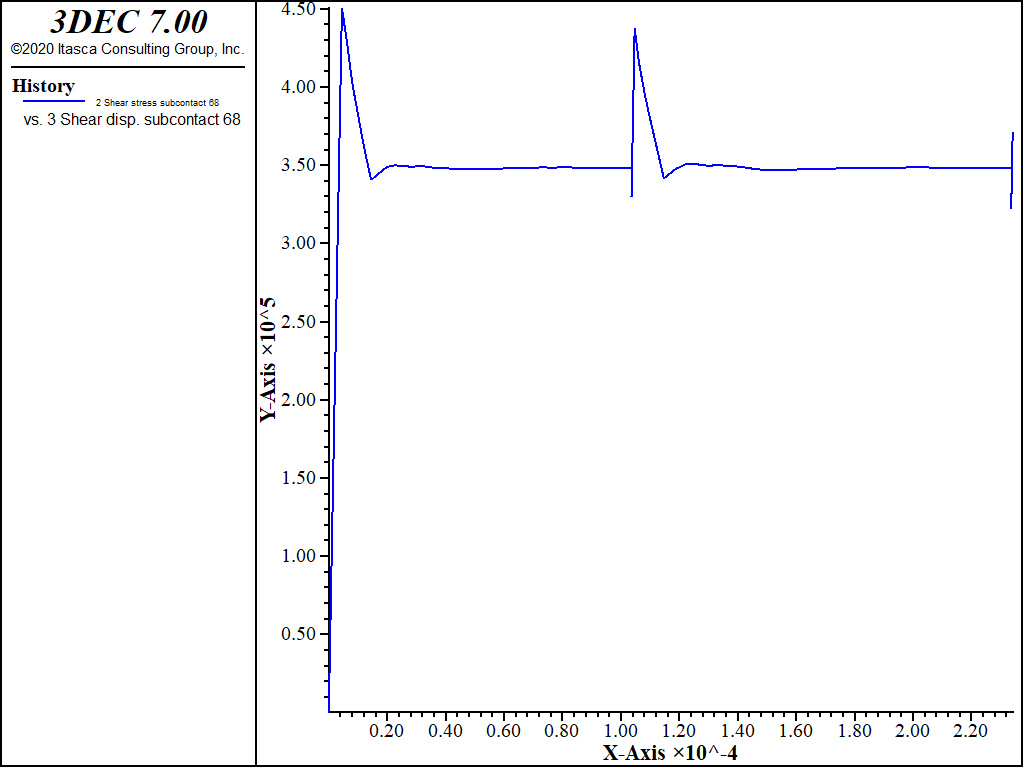 3DEC 7.00
©2020 Itasca Consulting Group, Inc.
History
2 Shear stress subcontact 68
vs. 3 Shear disp. subcontact 68
4.50
4.00
3.50
3.00
2.50
2.00
1.50
1.00
0.50
Y-Axis ×10^5
0.20 0.40 0.60 0.80 1.00 1.20 1.40 1.60 1.80 2.00 2.20
X-Axis ×10^-4